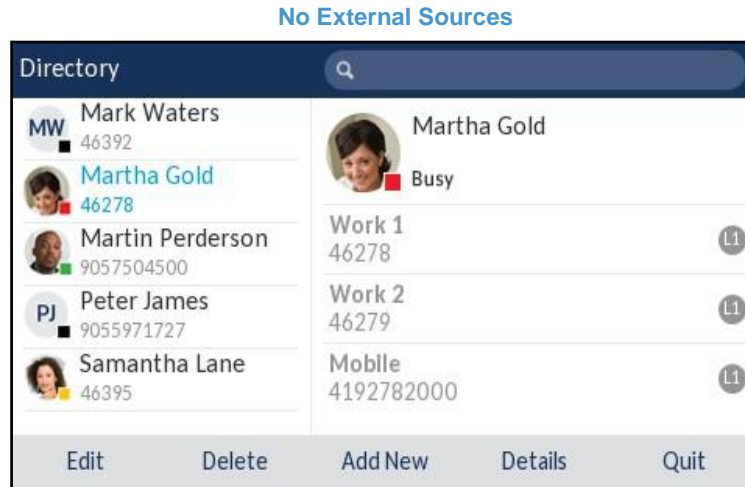 No External Sources
Directory
MW
Mark Waters
46392
Martha Gold
46278
Martin Perderson
9057504500
PJ
Peter James
9055971727
Samantha Lane
46395
Martha Gold
Busy
Work 1
46278
L1
Work 2
46279
L1
Mobile
4192782000
L1
Edit Delete Add New Details Quit